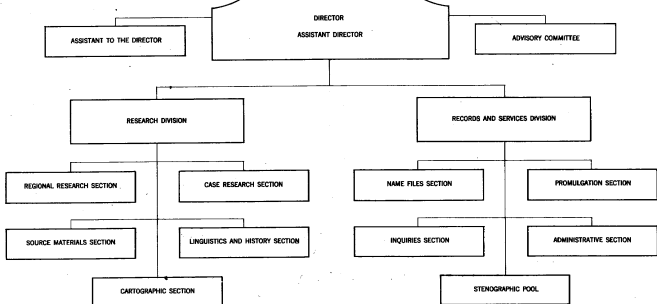 DIRECTOR
ASSISTANT DIRECTOR
ASSISTANT TO THE DIRECTOR
ADVISORY COMMITTEE
RESEARCH DIVISION
RECORDS AND SERVICES DIVISION
REGIONAL RESEARCH SECTION
CASE RESEARCH SECTION
NAME FILES SECTION
PROMULGATION SECTION
SOURCE MATERIALS SECTION
LINGUISTICS AND HISTORY SECTION
INQUIRIES SECTION
ADMINISTRATIVE SECTION
CARTOGRAPHIC SECTION
STENOGRAPHIC POOL